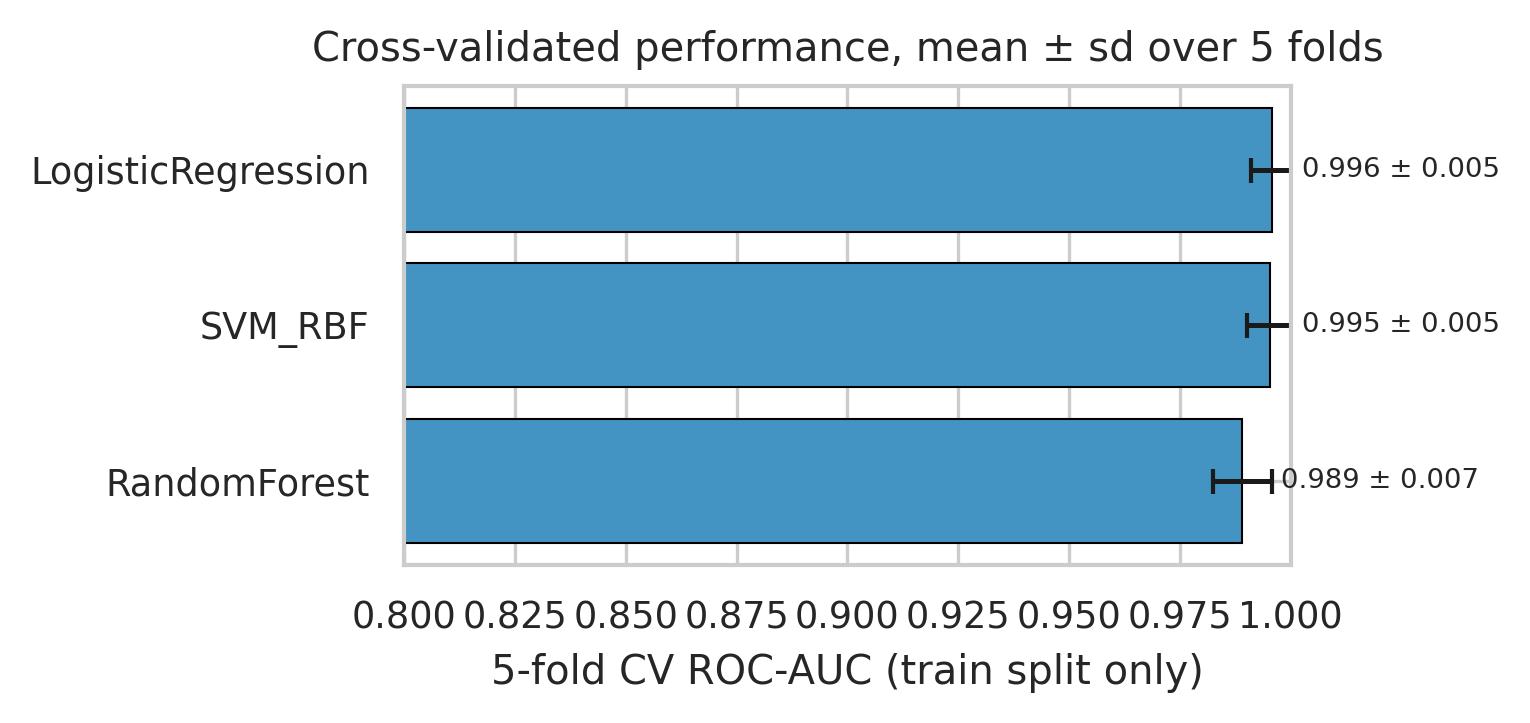 Cross-validated performance, mean ± sd over 5 folds
LogisticRegression
0.996 ± 0.005
SVM_RBF
0.995 ± 0.005
RandomForest
0.989 ± 0.007
0.800 0.825 0.850 0.875 0.900 0.925 0.950 0.975 1.000
5-fold CV ROC-AUC (train split only)